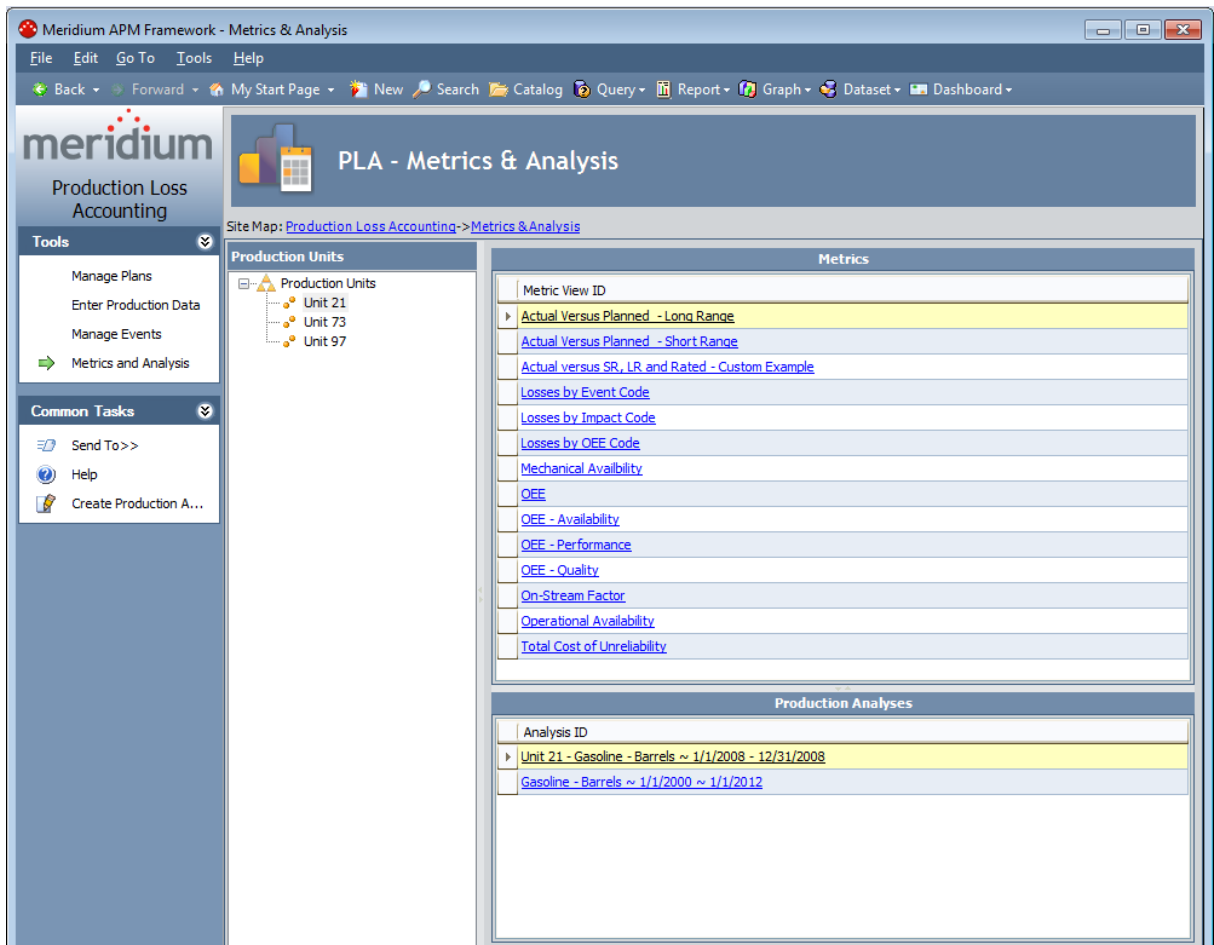 Meridium APM Framework - Metrics & Analysis
File Edit Go To Tools Help
Back Forward My Start Page New Search Catalog Query Report Graph Dataset Dashboard
meridium
Production Loss
Accounting
PLA - Metrics & Analysis
Site Map: Production Loss Accounting->Metrics & Analysis
Tools
Manage Plans
Enter Production Data
Manage Events
Metrics and Analysis
Common Tasks
Send To>>
Help
Create Production A...
Production Units
Production Units
Unit 21
Unit 73
Unit 97
Metrics
Metric View ID
Actual Versus Planned - Long Range
Actual Versus Planned - Short Range
Actual versus SR, LR and Rated - Custom Example
Losses by Event Code
Losses by Impact Code
Losses by OEE Code
Mechanical Availbility
OEE
OEE - Availability
OEE - Performance
OEE - Quality
On-Stream Factor
Operational Availability
Total Cost of Unreliability
Production Analyses
Analysis ID
Unit 21 - Gasoline - Barrels ~ 1/1/2008 - 12/31/2008
Gasoline - Barrels ~ 1/1/2000 ~ 1/1/2012